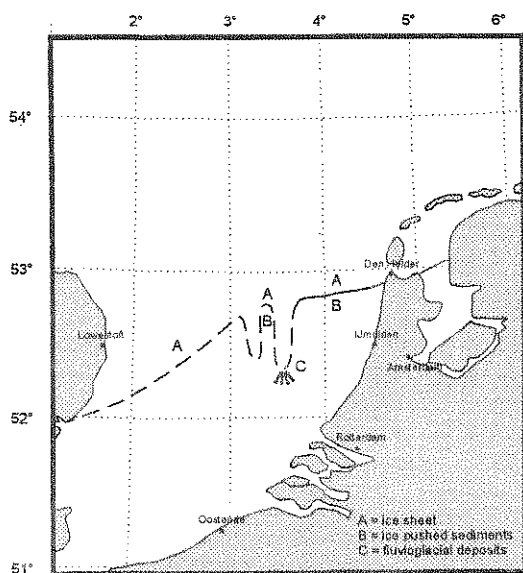 1° 2° 3° 4° 5° 6°
54°
53°
52°
51°
Den Helder
A
B
A
B
A
C
Lowestoft
IJmuiden
Amsterdam
Rotterdam
Oostende
A = ice sheet
B = ice pushed sediments
C = fluvioglacial deposits